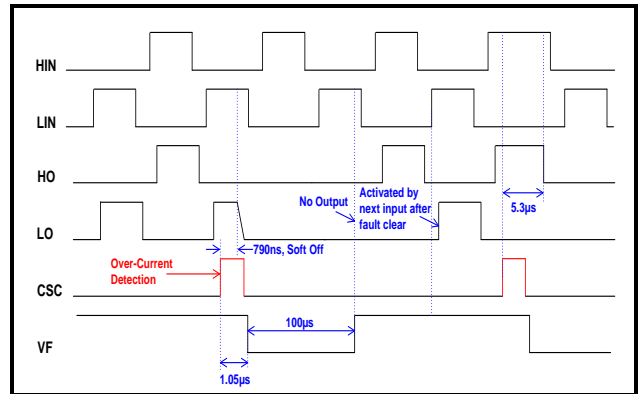 HIN
LIN
HO
No Output
Activated by
next input after
fault clear
5.3µs
LO
790ns, Soft Off
Over-Current
Detection
CSC
100µs
VF
1.05µs